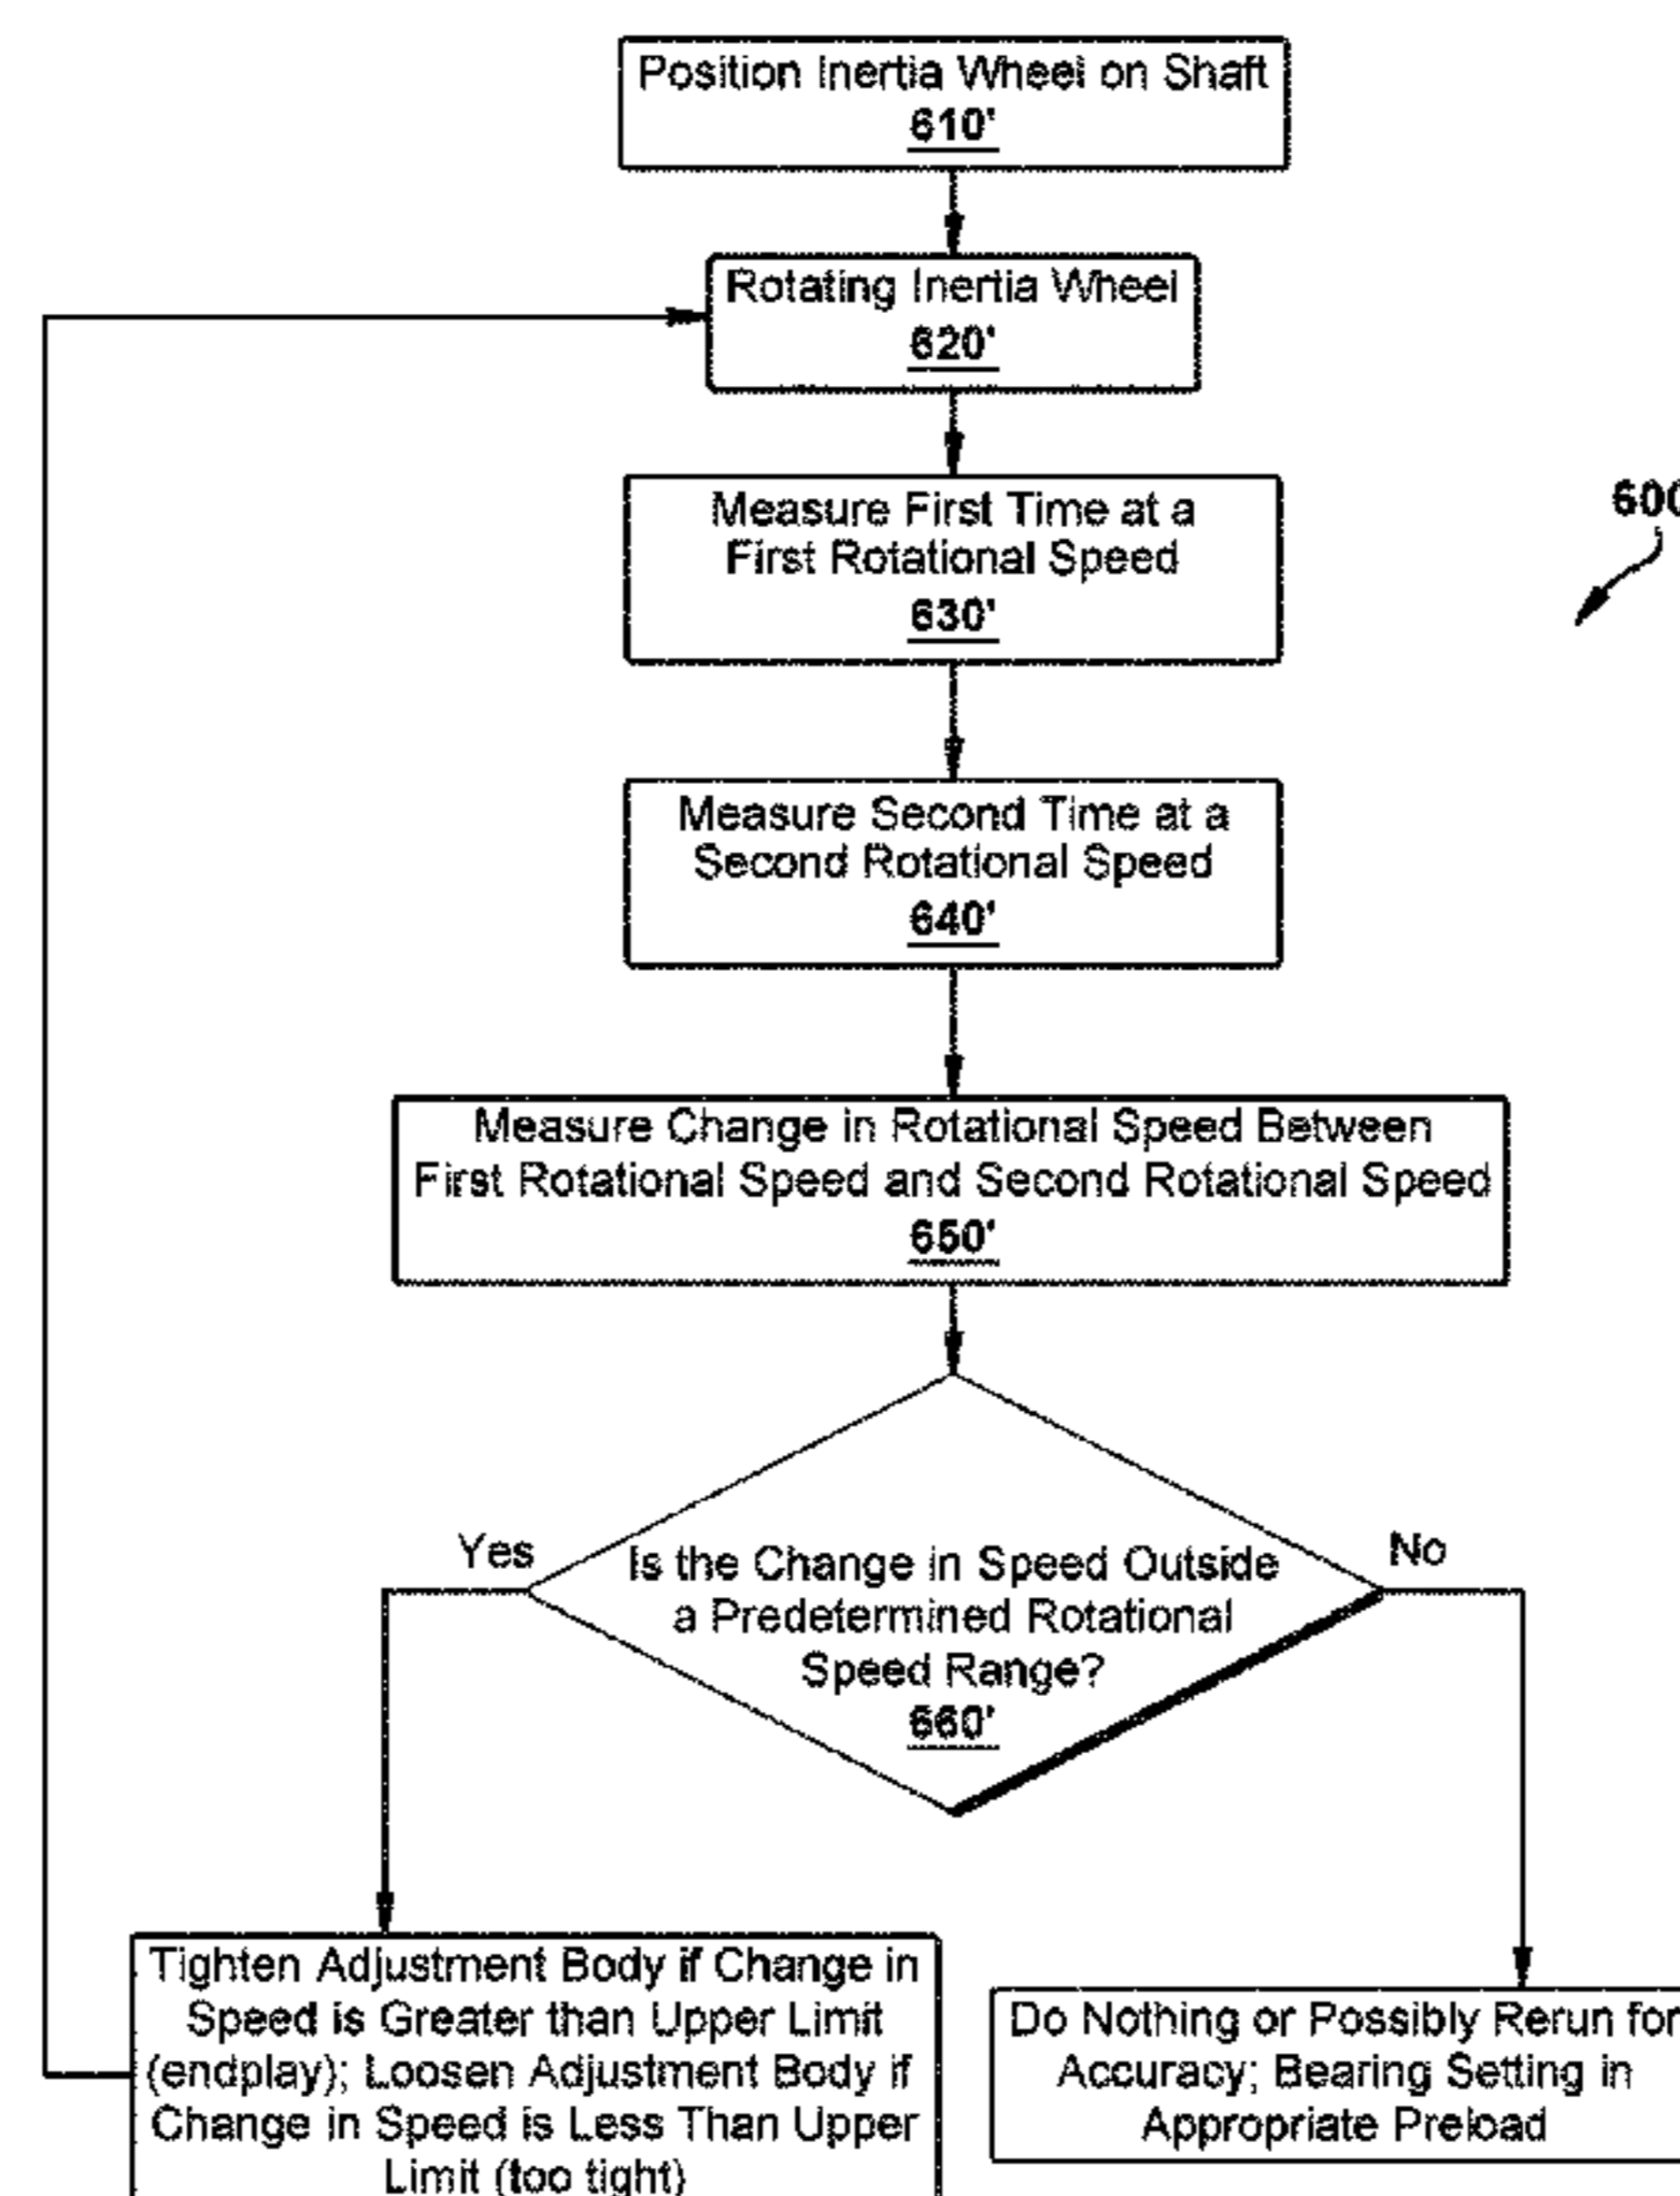 Position Inertia Wheel on Shaft
610'
Rotating Inertia Wheel
620'
Measure First Time at a
First Rotational Speed
630'
600
Measure Second Time at a
Second Rotational Speed
640'
Measure Change in Rotational Speed Between
First Rotational Speed and Second Rotational Speed
650'
Yes
No
Is the Change in Speed Outside
a Predetermined Rotational
Speed Range?
660'
Tighten Adjustment Body if Change in
Speed is Greater than Upper Limit
(endplay); Loosen Adjustment Body if
Change in Speed is Less Than Upper
Limit (too tight)
Do Nothing or Possibly Rerun for
Accuracy; Bearing Setting in
Appropriate Preload